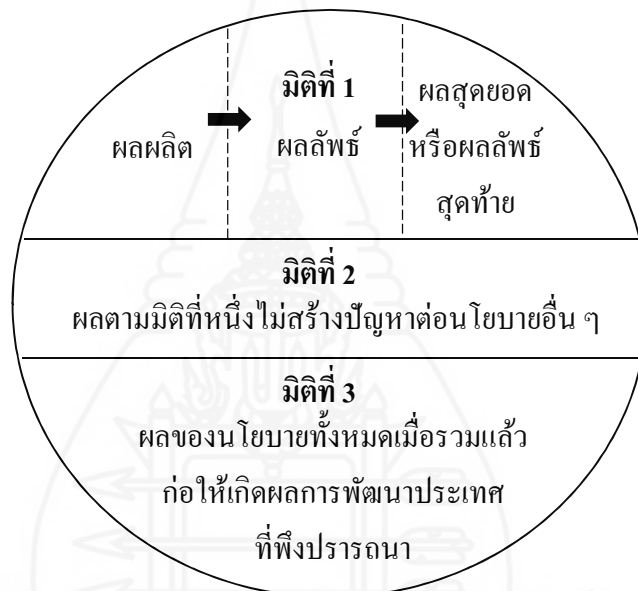 มิติที่ 1
ผลผลิต
ผลลัพธ์
ผลสุดยอด
หรือผลลัพธ์
สุดท้าย
มิติที่ 2
ผลตามมิติที่หนึ่งไม่สร้างปัญหาต่อนโยบายอื่น ๆ
มิติที่ 3
ผลของนโยบายทั้งหมดเมื่อรวมแล้ว
ก่อให้เกิดผลการพัฒนาประเทศ
ที่พึงปรารถนา